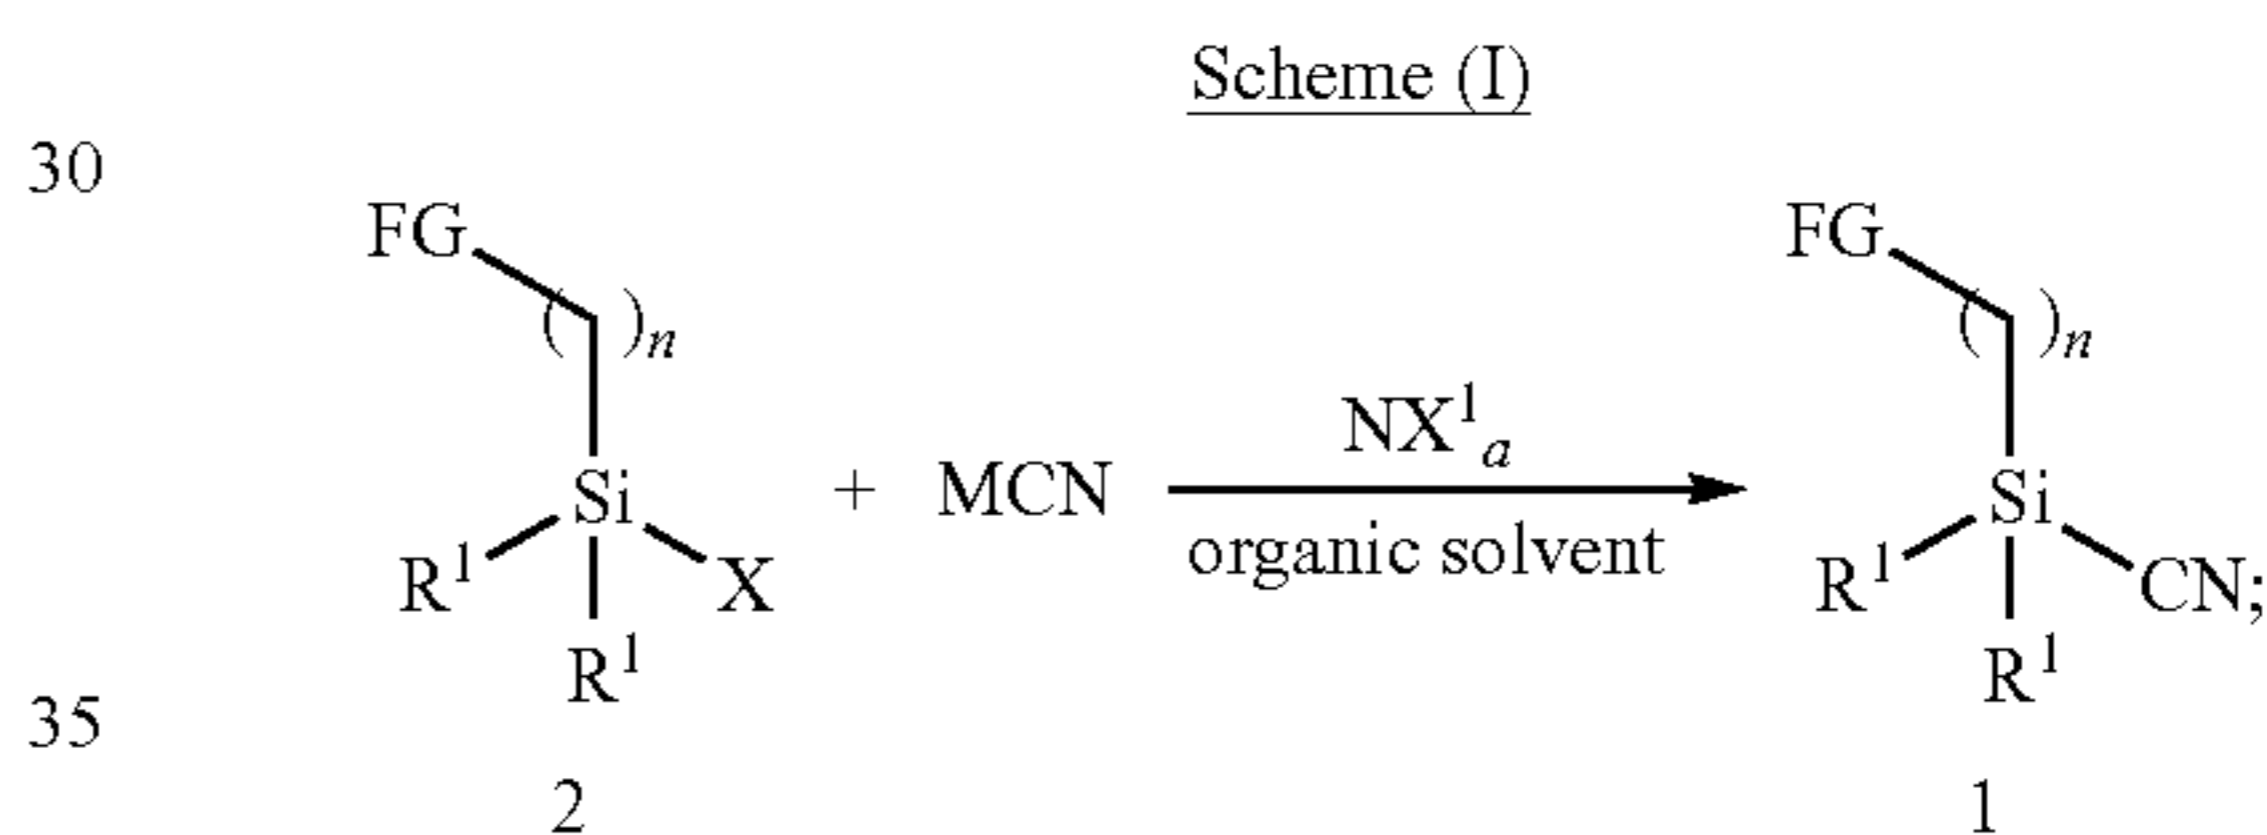 Scheme (I)
30
FG
( )n
Si
R¹
X
R¹
2
+
MCN
NX¹a
organic solvent
FG
( )n
Si
R¹
CN;
R¹
1
35